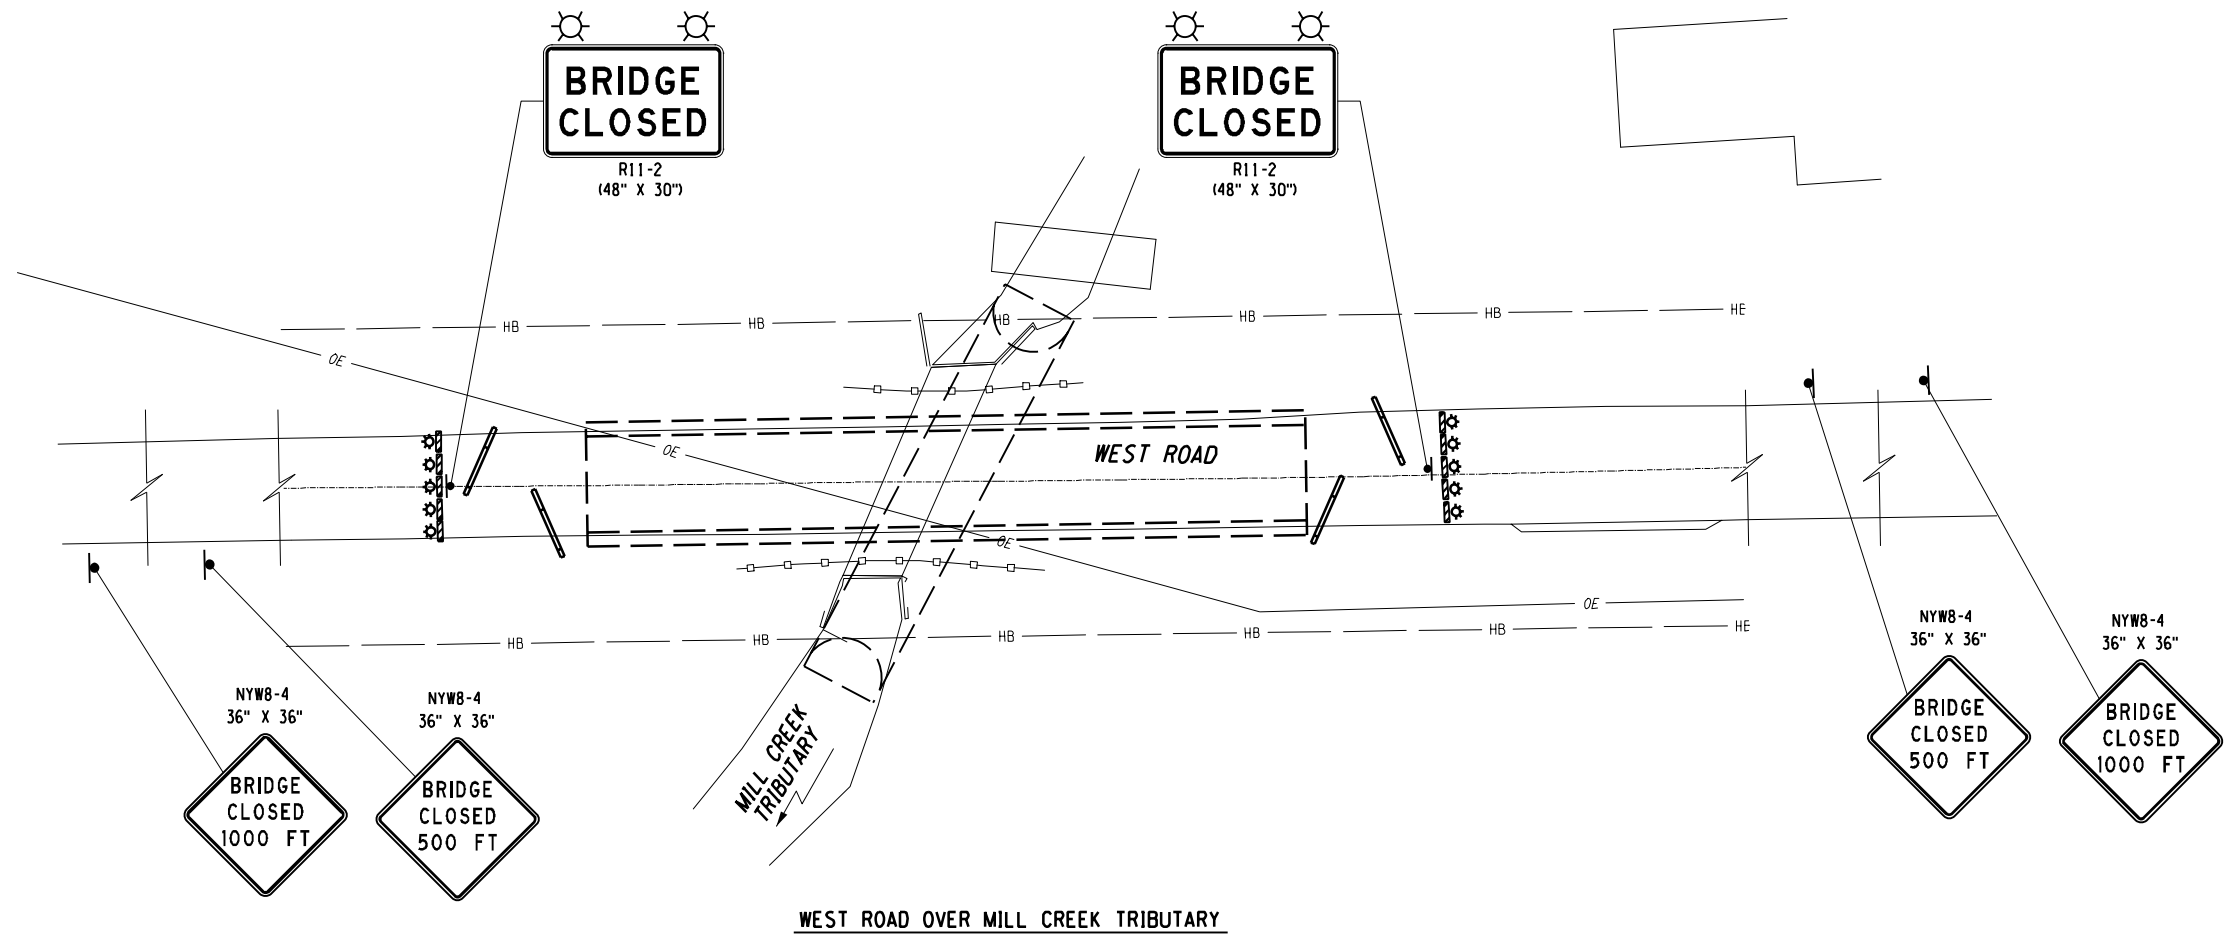 BRIDGE
CLOSED
R11-2
(48" X 30")
BRIDGE
CLOSED
R11-2
(48" X 30")
HB
HB
HB
HB
HB
HE
OE
OE
OE
WEST ROAD
OE
HB
HB
HB
HB
HB
HE
NYW8-4
36" X 36"
BRIDGE
CLOSED
1000 FT
NYW8-4
36" X 36"
BRIDGE
CLOSED
500 FT
MILL CREEK
TRIBUTARY
NYW8-4
36" X 36"
BRIDGE
CLOSED
500 FT
NYW8-4
36" X 36"
BRIDGE
CLOSED
1000 FT
WEST ROAD OVER MILL CREEK TRIBUTARY